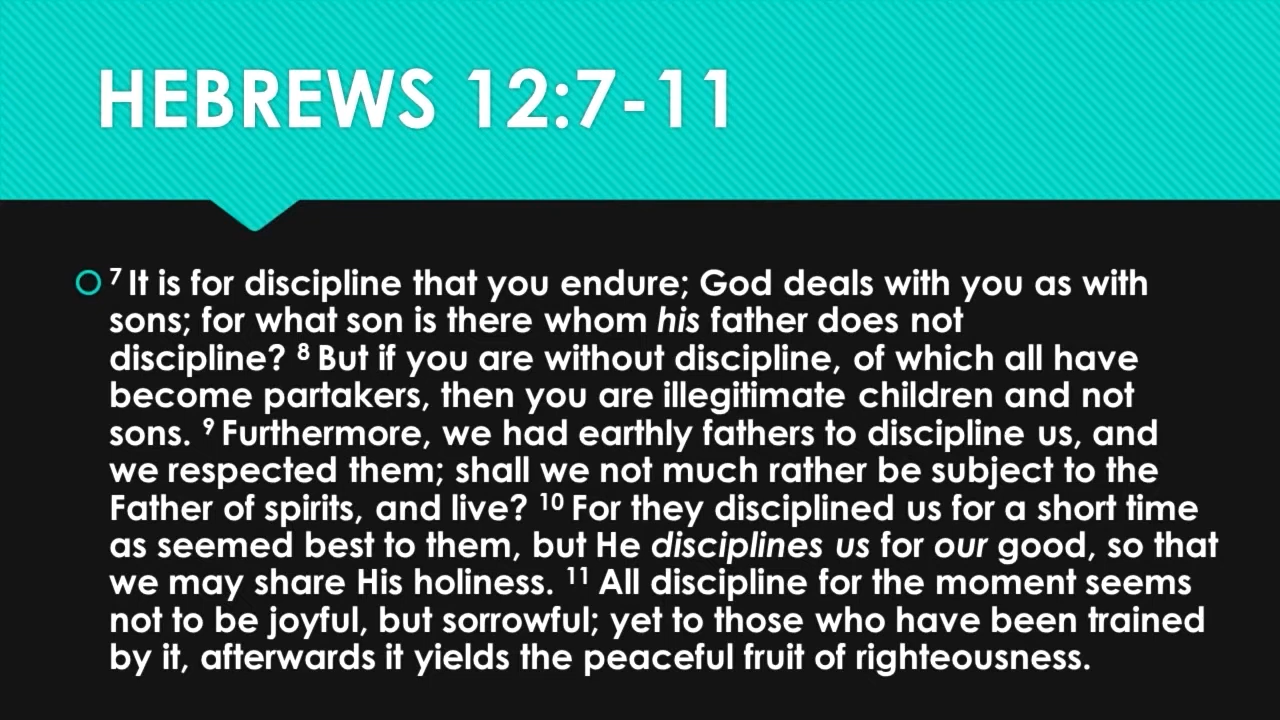 HEBREWS 12:7-11
7 It is for discipline that you endure; God deals with you as with
sons; for what son is there whom his father does not
discipline? 8 But if you are without discipline, of which all have
become partakers, then you are illegitimate children and not
sons. 9 Furthermore, we had earthly fathers to discipline us, and
we respected them; shall we not much rather be subject to the
Father of spirits, and live? 10 For they disciplined us for a short time
as seemed best to them, but He disciplines us for our good, so that
we may share His holiness. 11 All discipline for the moment seems
not to be joyful, but sorrowful; yet to those who have been trained
by it, afterwards it yields the peaceful fruit of righteousness.